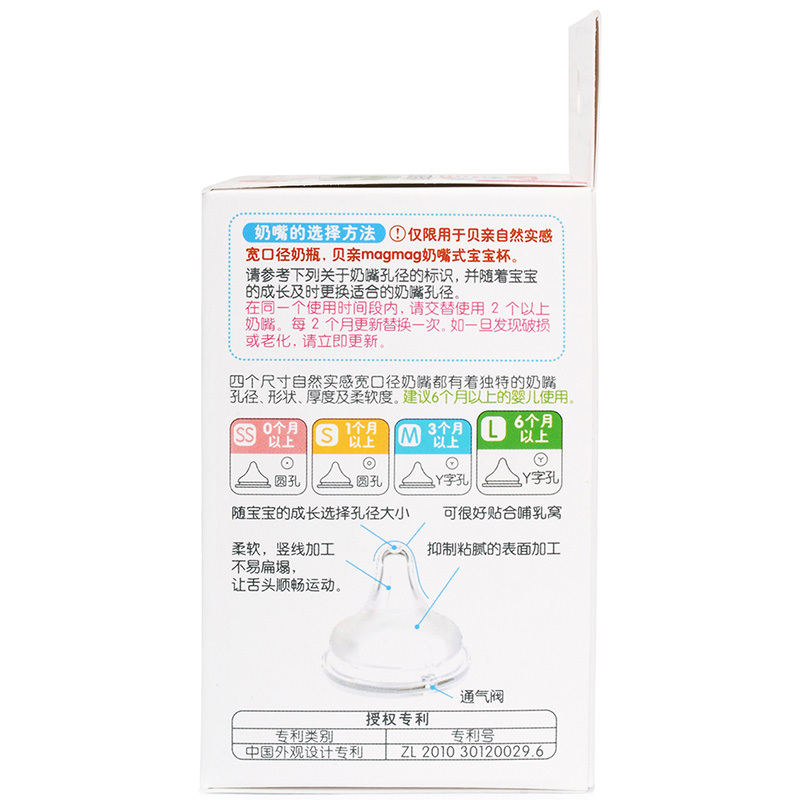 奶嘴的选择方法 !仅限用于贝亲自然实感
宽口径奶瓶，贝亲magmag奶嘴式宝宝杯。
请参考下列关于奶嘴孔径的标识，并随着宝宝
的成长及时更换适合的奶嘴孔径。
在同一个使用时间段内，请交替使用 2 个以上
奶嘴。每 2 个月更新替换一次。如一旦发现破损
或老化，请立即更新。
四个尺寸自然实感宽口径奶嘴都有着独特的奶嘴
孔径、形状、厚度及柔软度。建议6个月以上的婴儿使用。
SS 0个月以上 S 1个月以上 M 3个月以上 L 6个月以上
圆孔 圆孔 Y字孔 Y字孔
随宝宝的成长选择孔径大小 可很好贴合哺乳窝
柔软，竖线加工 抑制粘腻的表面加工
不易扁塌，
让舌头顺畅运动。
通气阀
授权专利
专利类别 专利号
中国外观设计专利 ZL 2010 30120029.6